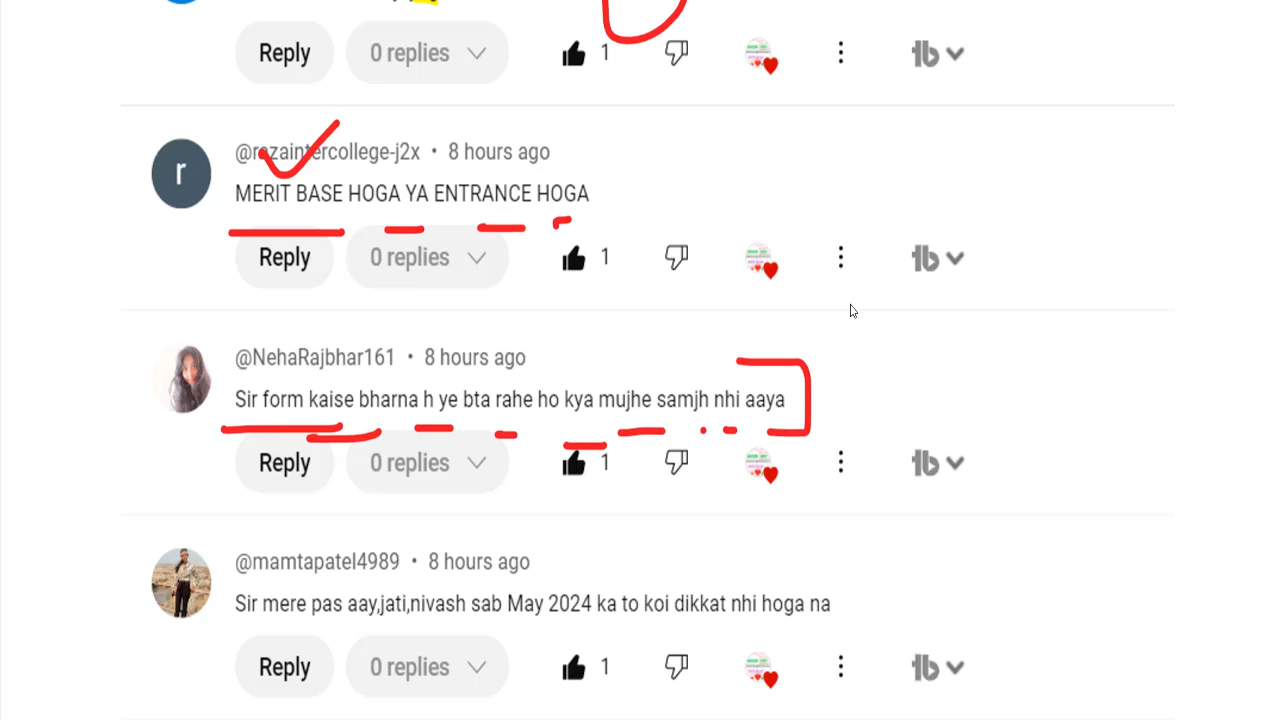 Reply 0 replies 1
@razaintercollege-j2x • 8 hours ago
MERIT BASE HOGA YA ENTRANCE HOGA
Reply 0 replies 1
@NehaRajbhar161 • 8 hours ago
Sir form kaise bharna h ye bta rahe ho kya mujhe samjh nhi aaya
Reply 0 replies 1
@mamtapatel4989 • 8 hours ago
Sir mere pas aay,jati,nivash sab May 2024 ka to koi dikkat nhi hoga na
Reply 0 replies 1